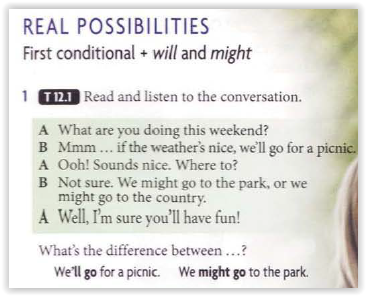 REAL POSSIBILITIES
First conditional + will and might
1 T 12.1 Read and listen to the conversation.
A What are you doing this weekend?
B Mmm … if the weather's nice, we'll go for a picnic.
A Ooh! Sounds nice. Where to?
B Not sure. We might go to the park, or we
might go to the country.
A Well, I'm sure you'll have fun!
What's the difference between …?
We'll go for a picnic. We might go to the park.